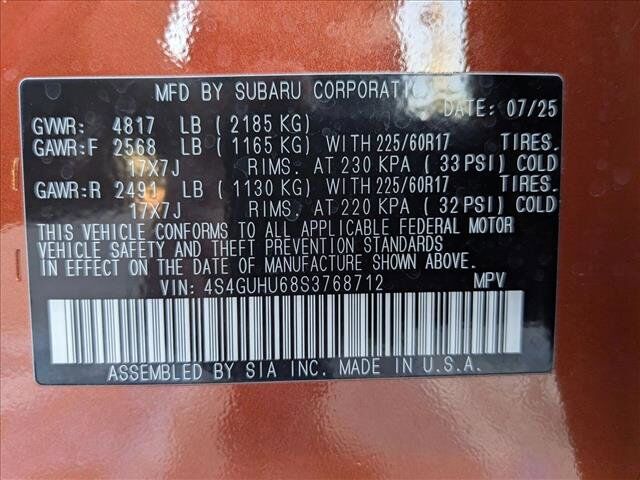 MFD BY SUBARU CORPORATION
DATE: 07/25
GVWR: 4817 LB ( 2185 KG)
GAWR:F 2568 LB ( 1165 KG) WITH 225/60R17 TIRES.
17X7J RIMS. AT 230 KPA ( 33 PSI) COLD
GAWR:R 2491 LB ( 1130 KG) WITH 225/60R17 TIRES.
17X7J RIMS. AT 220 KPA ( 32 PSI) COLD
THIS VEHICLE CONFORMS TO ALL APPLICABLE FEDERAL MOTOR
VEHICLE SAFETY AND THEFT PREVENTION STANDARDS
IN EFFECT ON THE DATE OF MANUFACTURE SHOWN ABOVE.
VIN: 4S4GUHU68S3768712 MPV
ASSEMBLED BY SIA INC. MADE IN U.S.A.